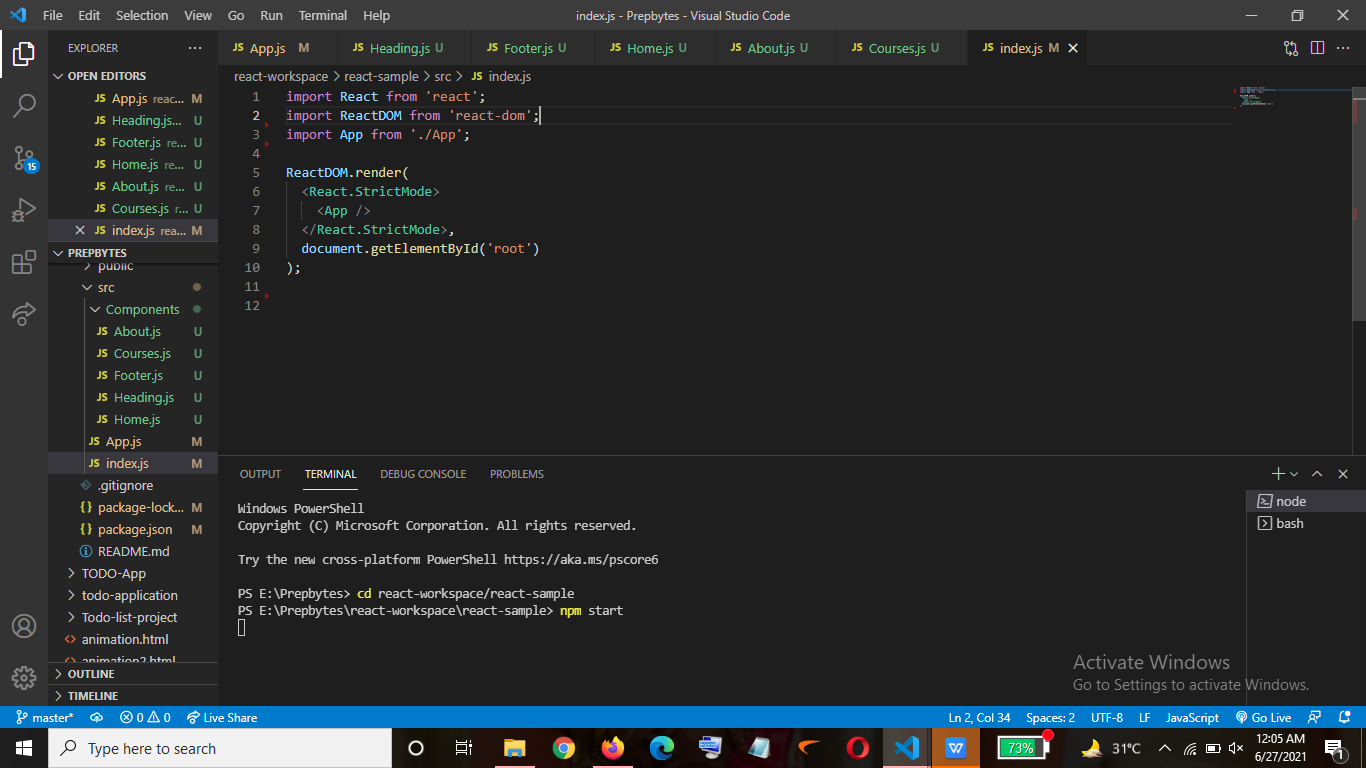 File Edit Selection View Go Run Terminal Help
index.js - Prepbytes - Visual Studio Code
EXPLORER
OPEN EDITORS
JS App.js reac... M
JS Heading.js... U
JS Footer.js re... U
JS Home.js re... U
JS About.js re... U
JS Courses.js r... U
JS index.js rea... M
PREPBYTES
public
src
Components
JS About.js U
JS Courses.js U
JS Footer.js U
JS Heading.js U
JS Home.js U
JS App.js M
JS index.js M
.gitignore
{} package-lock... M
{} package.json M
README.md
TODO-App
todo-application
Todo-list-project
<> animation.html
<> animation2.html
OUTLINE
TIMELINE
15
JS App.js M
JS Heading.js U
JS Footer.js U
JS Home.js U
JS About.js U
JS Courses.js U
JS index.js M
react-workspace > react-sample > src > JS index.js
1 import React from 'react';
2 import ReactDOM from 'react-dom';
3 import App from './App';
4
5 ReactDOM.render(
6 <React.StrictMode>
7 <App />
8 </React.StrictMode>,
9 document.getElementById('root')
10 );
11
12
OUTPUT TERMINAL DEBUG CONSOLE PROBLEMS
Windows PowerShell
Copyright (C) Microsoft Corporation. All rights reserved.
Try the new cross-platform PowerShell https://aka.ms/pscore6
PS E:\Prepbytes> cd react-workspace/react-sample
PS E:\Prepbytes\react-workspace\react-sample> npm start
node
bash
Activate Windows
Go to Settings to activate Windows.
master* 0 0 Live Share
Ln 2, Col 34 Spaces: 2 UTF-8 LF JavaScript Go Live
Type here to search
W
73%
31°C
12:05 AM
6/27/2021
1